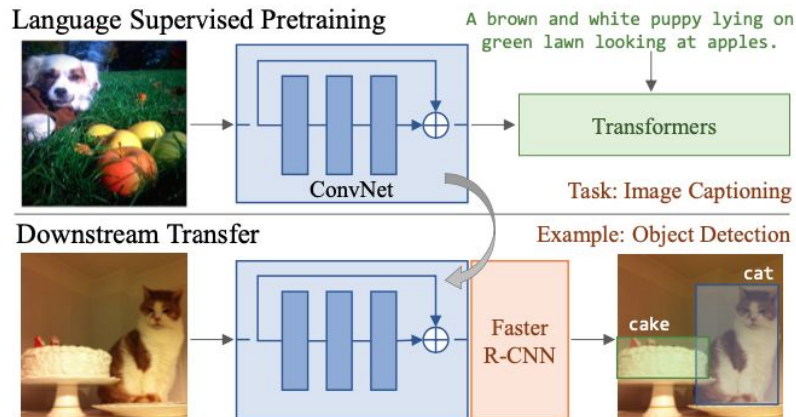 Language Supervised Pretraining
A brown and white puppy lying on
green lawn looking at apples.
ConvNet
Transformers
Task: Image Captioning
Downstream Transfer
Example: Object Detection
Faster
R-CNN
cake
cat